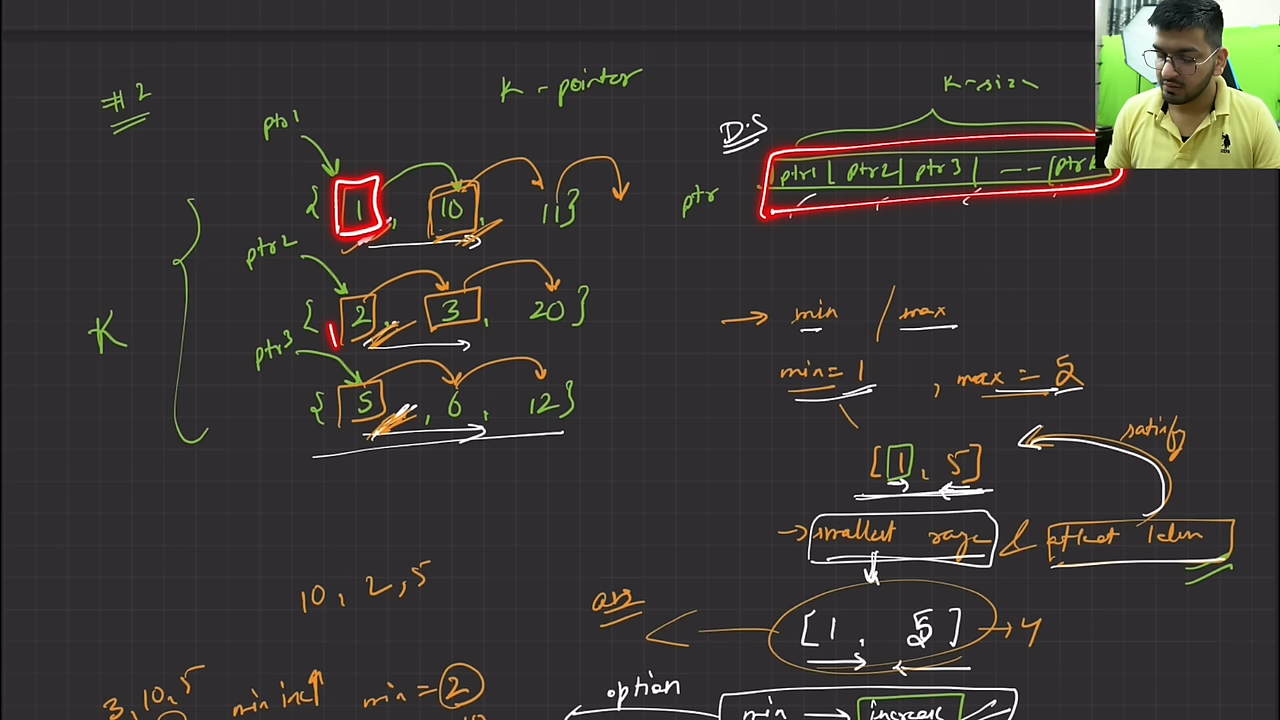 #2
K - pointer
K-size
ptr1
D.S
ptr
ptr1 | ptr2 | ptr3 | --- | ptrk
{ 1, 10, 11}
ptr2
{ 2, 3, 20}
ptr3
{ 5, 6, 12}
K
→ min / max
min = 1 , max = 5
satisfy
[1, 5]
→ smallest range &
10, 2, 5
ans
[1, 5] → 4
3, 10, 5
min
min = 2
option
min → increase